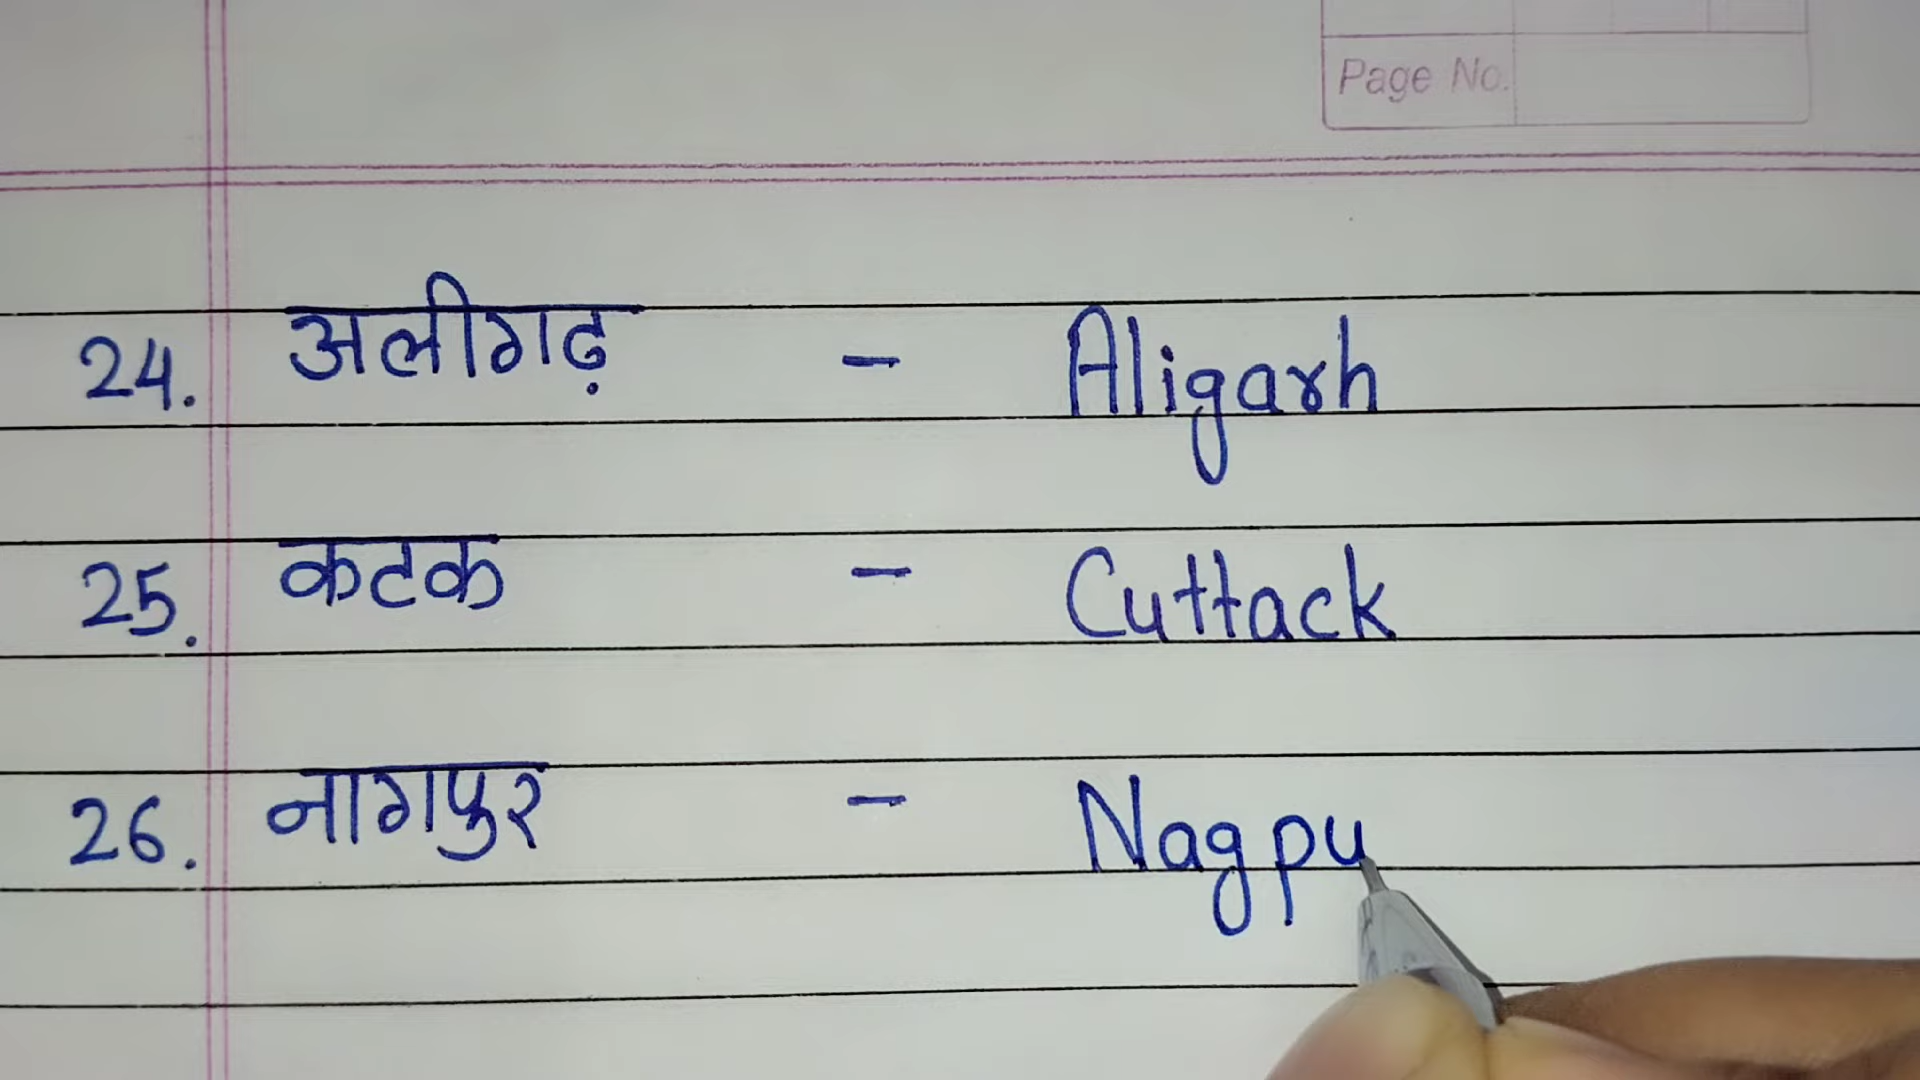 Page No.
24. अलीगढ़ - Aligarh
25. कटक - Cuttack
26. नागपुर - Nagpu